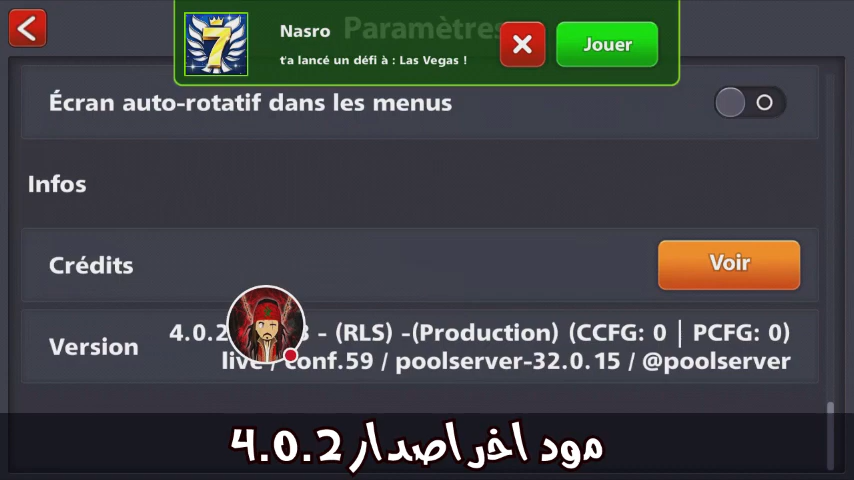 Paramètres
Nasro
t'a lancé un défi à : Las Vegas !
Jouer
Écran auto-rotatif dans les menus
Infos
Crédits
Voir
Version
4.0.2 - (RLS) -(Production) (CCFG: 0 | PCFG: 0)
live / conf.59 / poolserver-32.0.15 / @poolserver
مود اخر اصدار 4.0.2